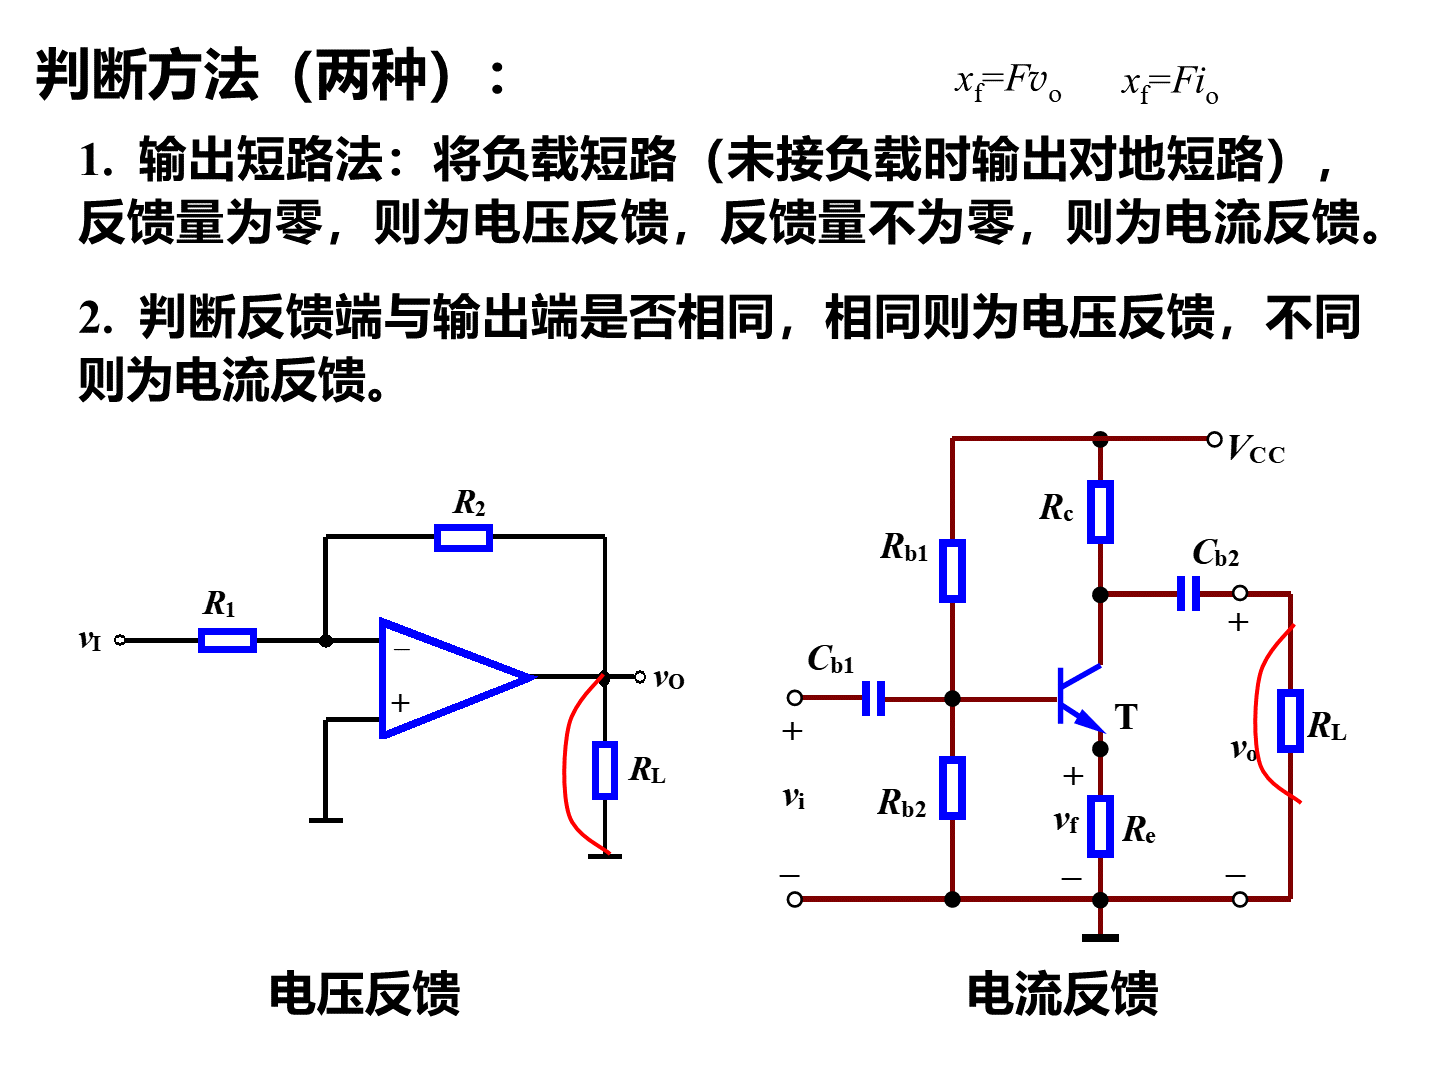 判断方法（两种）：
xf=Fvo xf=Fio
1. 输出短路法：将负载短路（未接负载时输出对地短路），
反馈量为零，则为电压反馈，反馈量不为零，则为电流反馈。
2. 判断反馈端与输出端是否相同，相同则为电压反馈，不同
则为电流反馈。
VCC
R2
Rc
Rb1
Cb2
R1
+
vI
–
Cb1
vO
+
T
+
RL
vo
+
RL
vi
Rb2
vf
Re
–
–
–
电压反馈
电流反馈